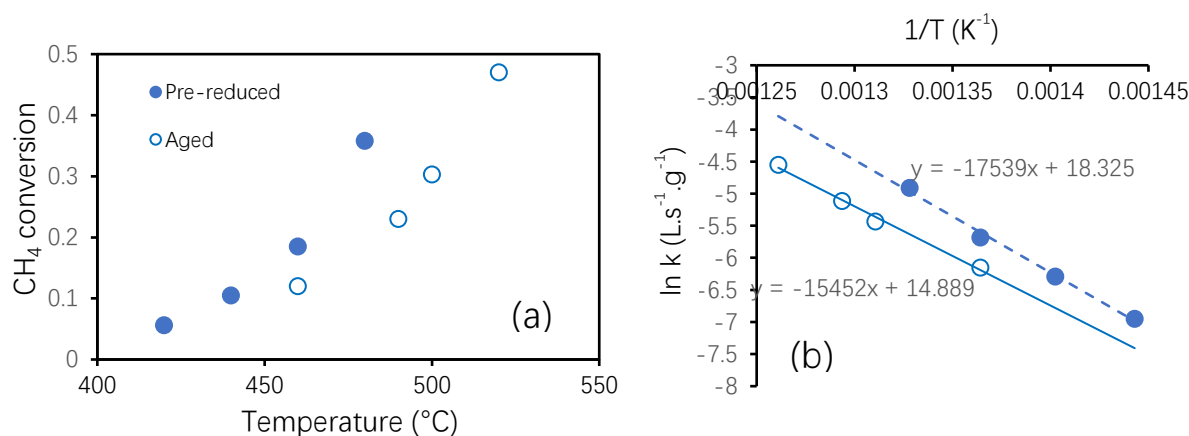 0.5
0.4
0.3
0.2
0.1
0
400
450
500
550
CH₄ conversion
Temperature (°C)
Pre-reduced
Aged
(a)
1/T (K⁻¹)
0.00125
0.0013
0.00135
0.0014
0.00145
-3
-3.5
-4
-4.5
-5
-5.5
-6
-6.5
-7
-7.5
-8
ln k (L.s⁻¹.g⁻¹)
y = -17539x + 18.325
y = -15452x + 14.889
(b)